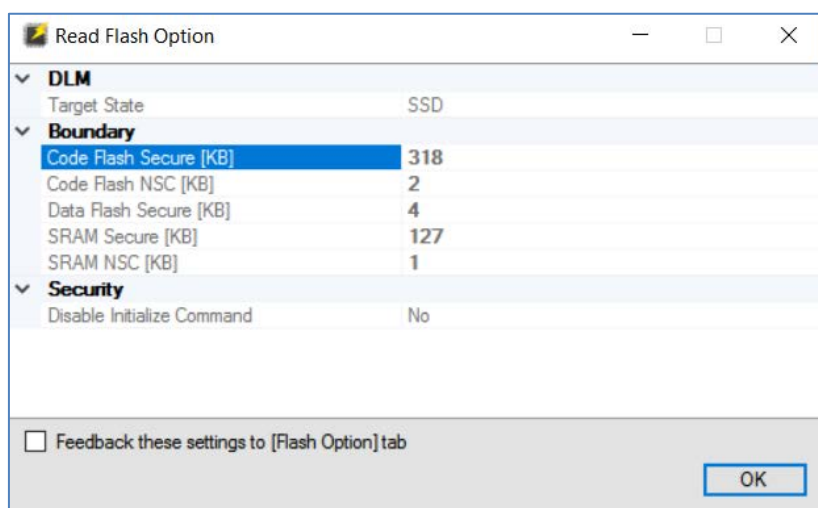 Read Flash Option
DLM
Target State SSD
Boundary
Code Flash Secure [KB] 318
Code Flash NSC [KB] 2
Data Flash Secure [KB] 4
SRAM Secure [KB] 127
SRAM NSC [KB] 1
Security
Disable Initialize Command No
Feedback these settings to [Flash Option] tab
OK